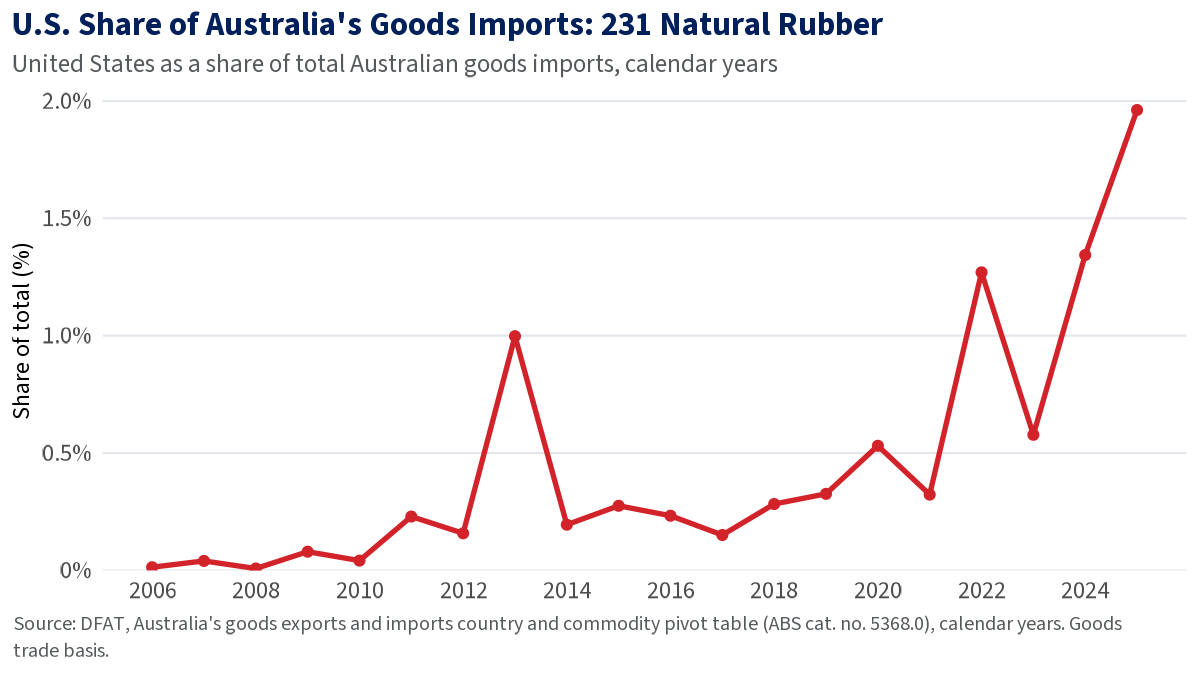 U.S. Share of Australia's Goods Imports: 231 Natural Rubber
United States as a share of total Australian goods imports, calendar years
Share of total (%)
2.0%
1.5%
1.0%
0.5%
0%
2006 2008 2010 2012 2014 2016 2018 2020 2022 2024
Source: DFAT, Australia's goods exports and imports country and commodity pivot table (ABS cat. no. 5368.0), calendar years. Goods
trade basis.